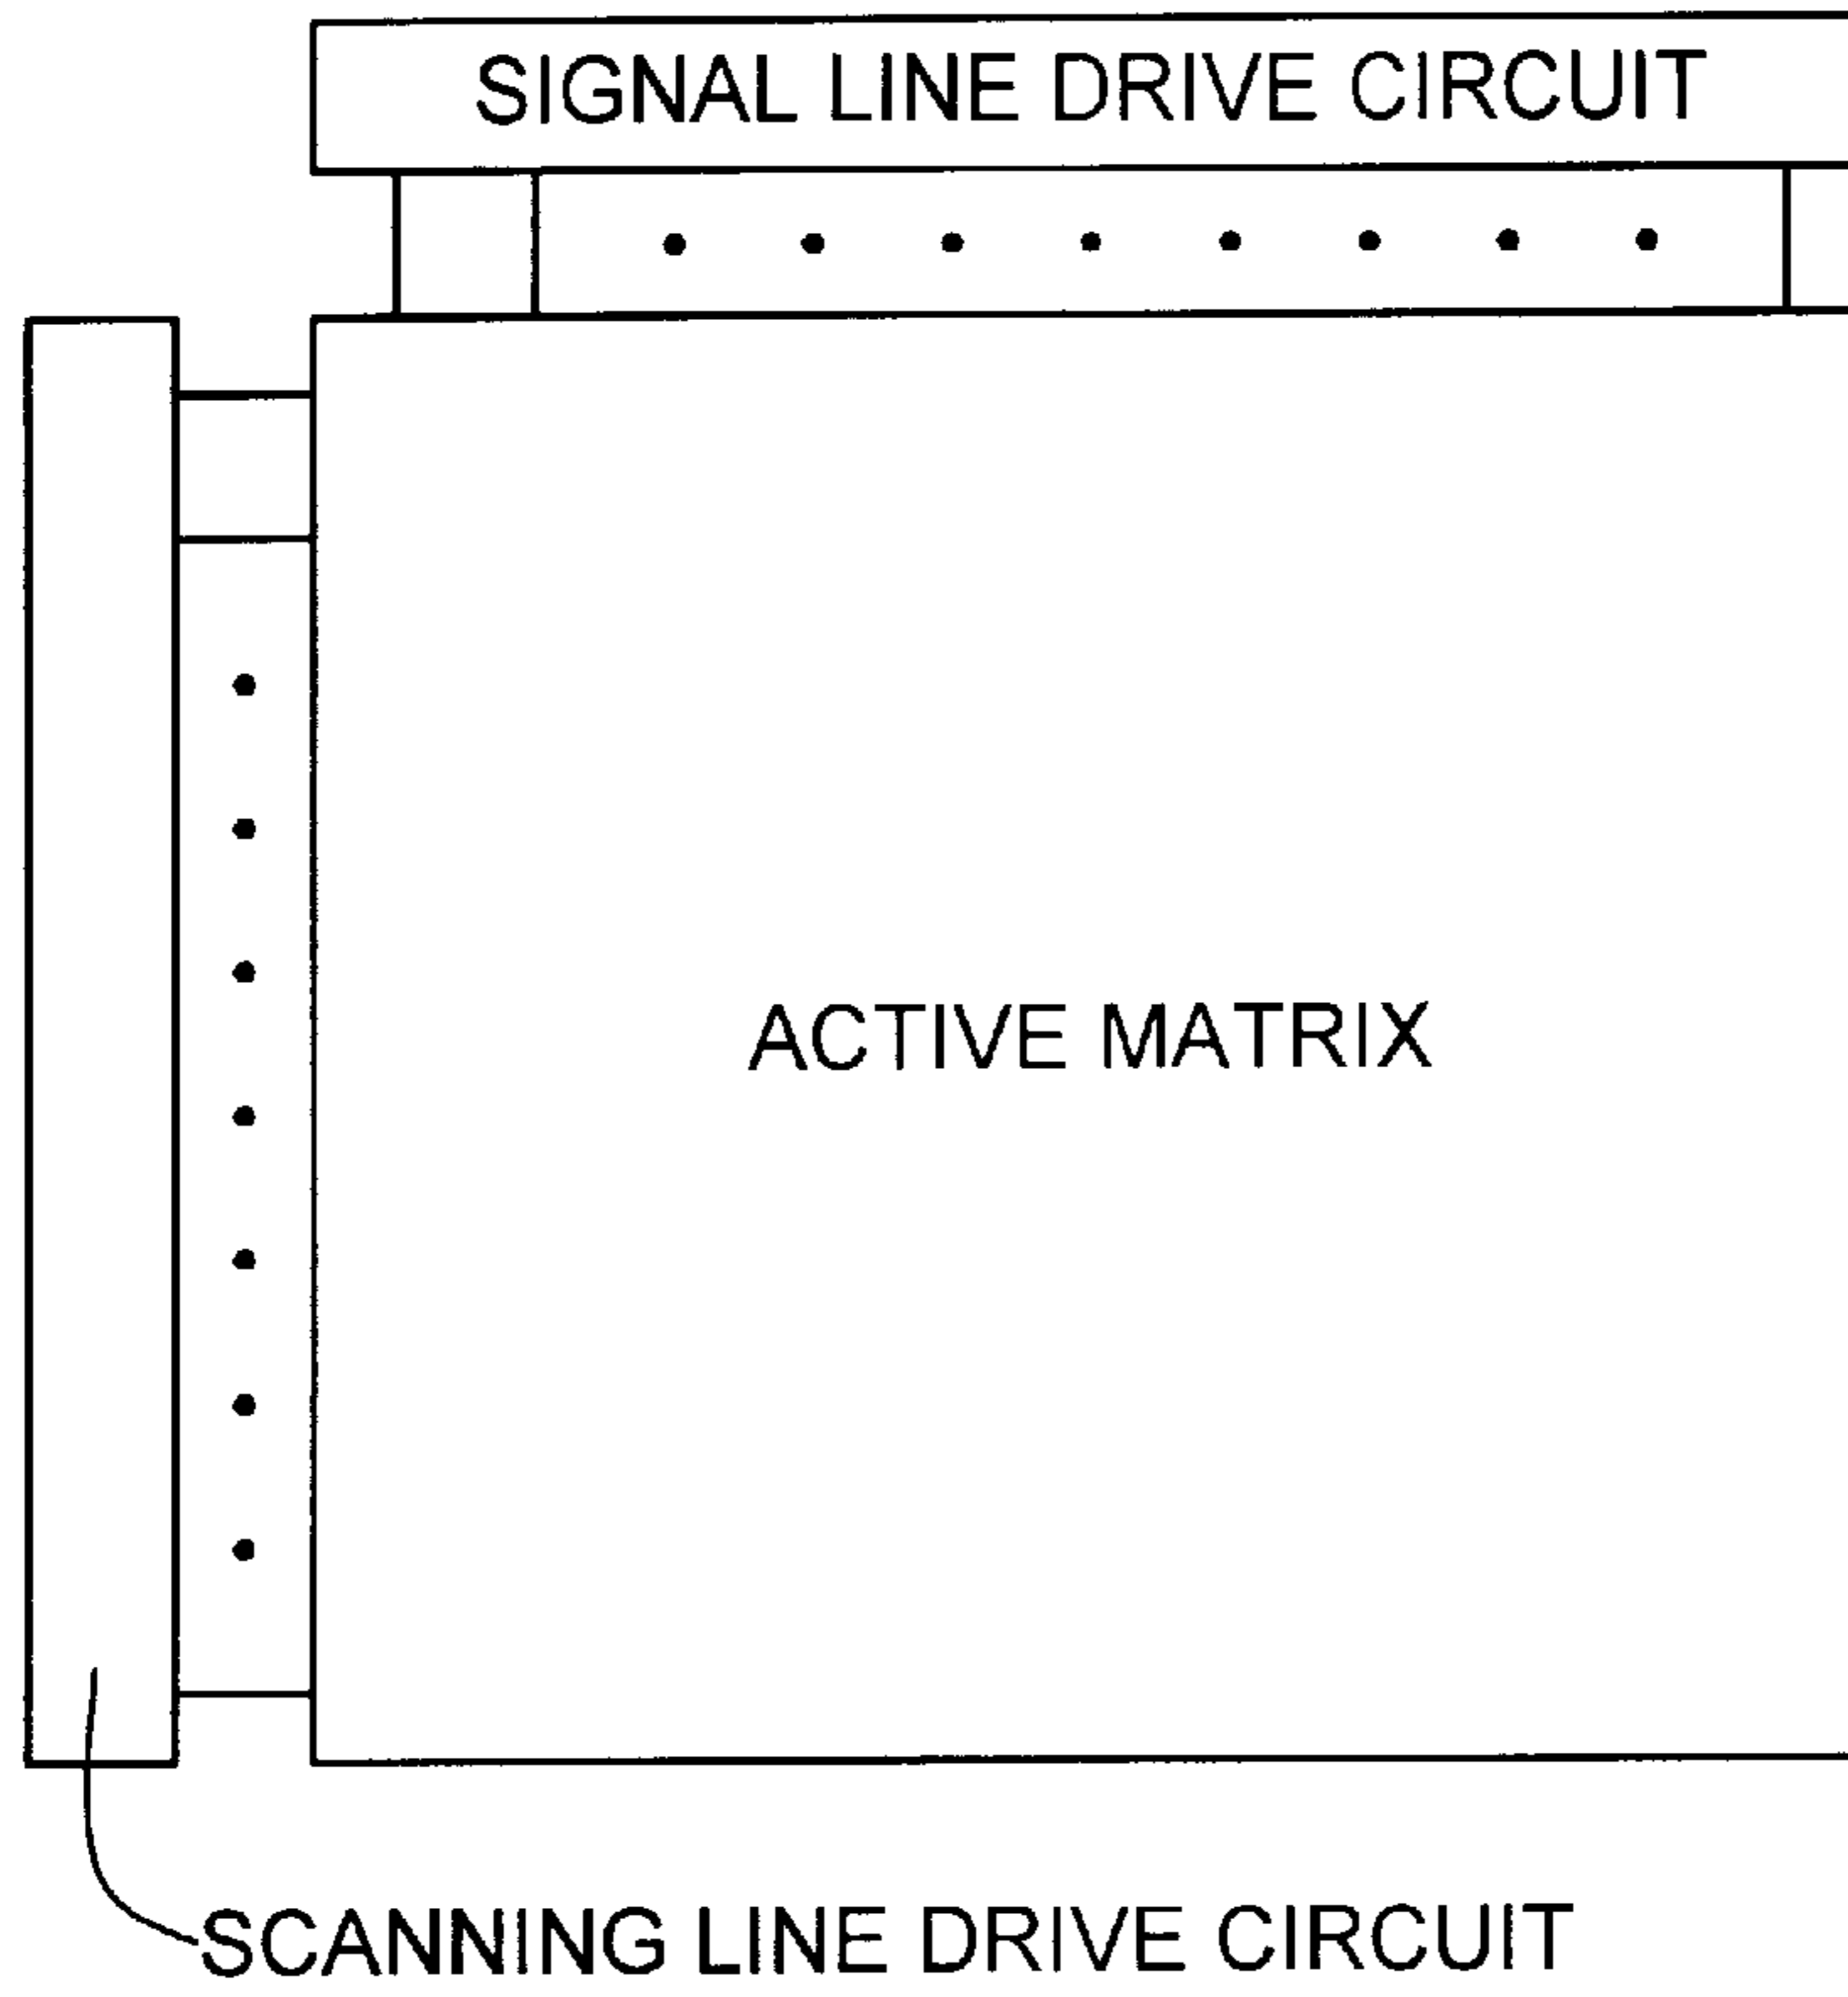 SIGNAL LINE DRIVE CIRCUIT
ACTIVE MATRIX
SCANNING LINE DRIVE CIRCUIT